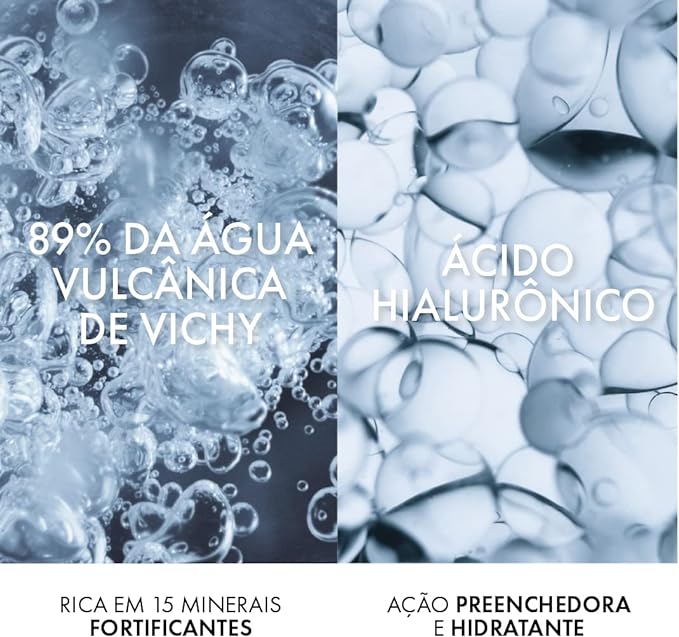 89% DA ÁGUA
VULCÂNICA
DE VICHY
ÁCIDO
HIALURÔNICO
RICA EM 15 MINERAIS
FORTIFICANTES
AÇÃO PREENCHEDORA
E HIDRATANTE